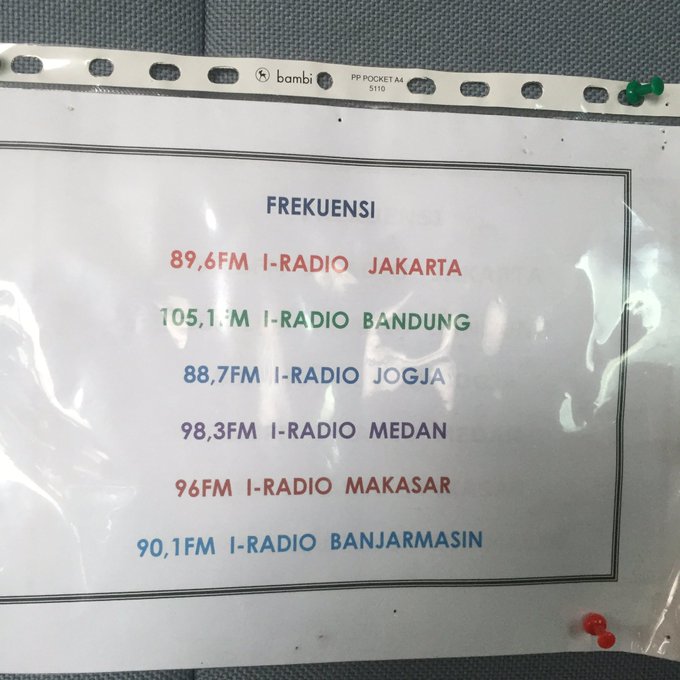 bambi PP POCKET A4
5110
FREKUENSI
89,6FM I-RADIO JAKARTA
105,1FM I-RADIO BANDUNG
88,7FM I-RADIO JOGJA
98,3FM I-RADIO MEDAN
96FM I-RADIO MAKASAR
90,1FM I-RADIO BANJARMASIN